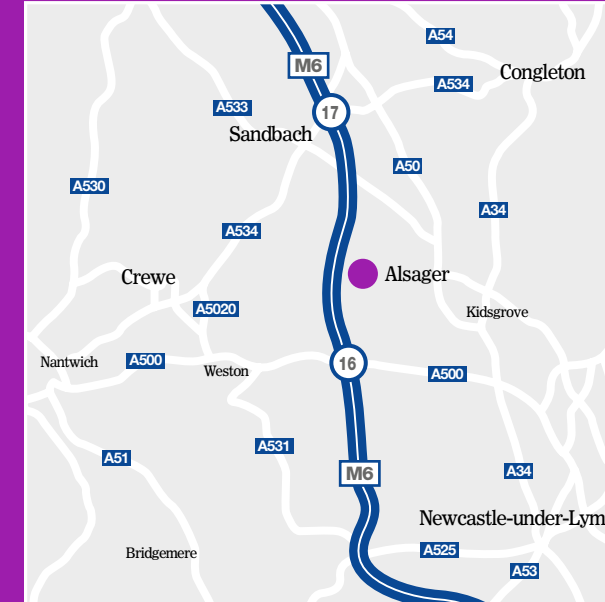 A54
M6
Congleton
A534
A533
17
Sandbach
A50
A530
A34
A534
Crewe
Alsager
A5020
Kidsgrove
Nantwich
A500
16
Weston
A500
A531
A51
A34
M6
Newcastle-under-Lym
Bridgemere
A525
A53